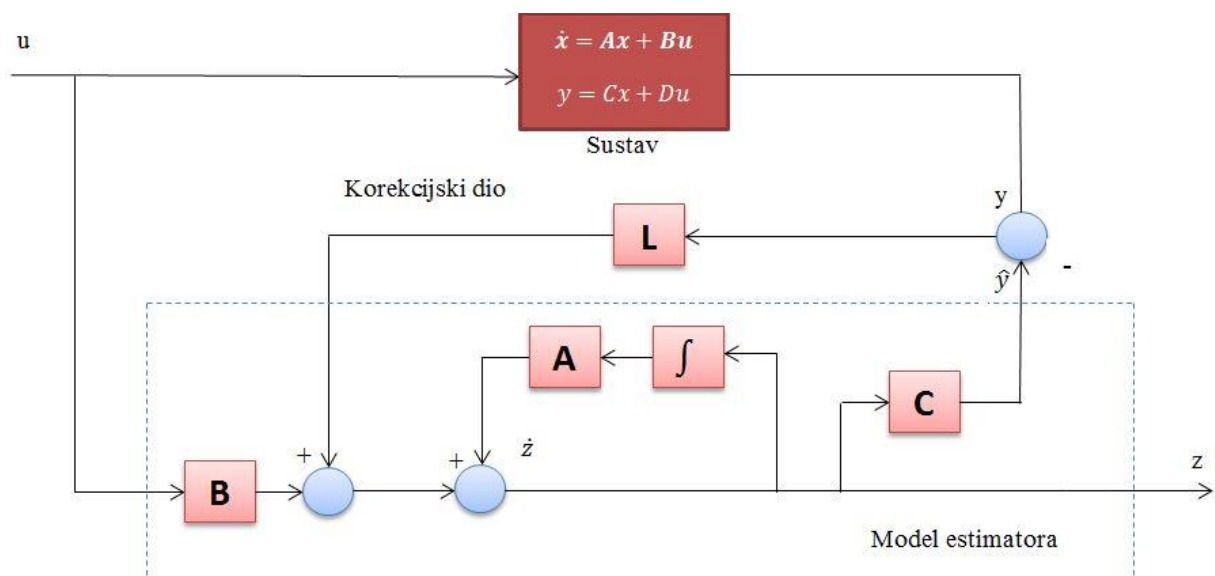 u
ẋ = Ax + Bu
y = Cx + Du
Sustav
Korekcijski dio
y
L
-
ŷ
A
∫
C
+
+
ż
z
B
Model estimatora